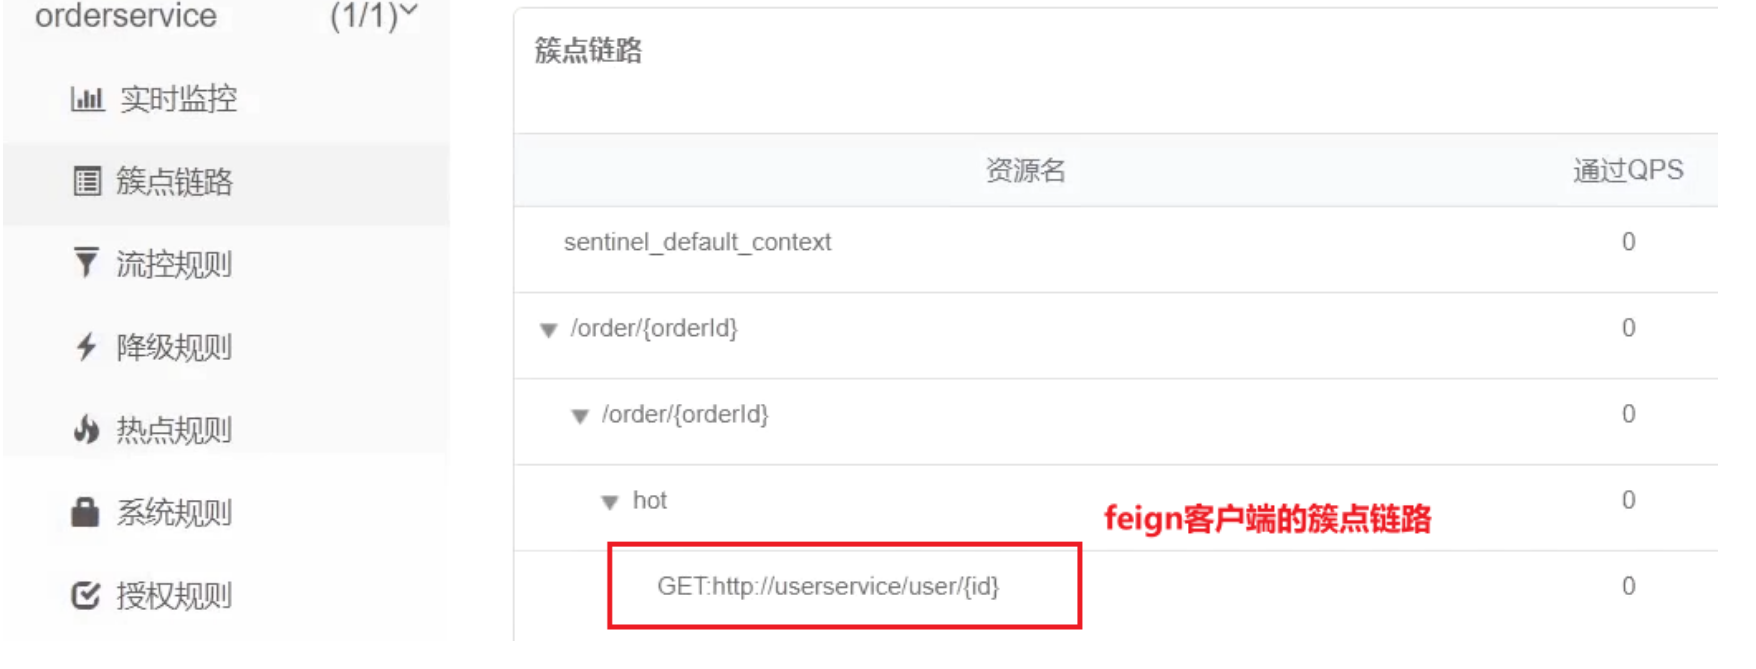 orderservice (1/1)
实时监控
簇点链路
流控规则
降级规则
热点规则
系统规则
授权规则
簇点链路
资源名 通过QPS
sentinel_default_context 0
/order/{orderId} 0
/order/{orderId} 0
hot 0
feign客户端的簇点链路
GET:http://userservice/user/{id} 0